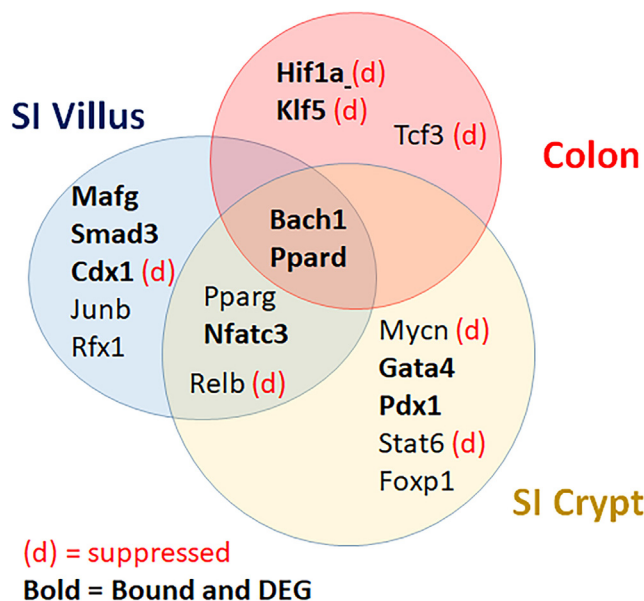 Hif1a_(d)
Klf5 (d)
Tcf3 (d)
SI Villus
Colon
Mafg
Smad3
Cdx1 (d)
Junb
Rfx1
Bach1
Ppard
Pparg
Nfatc3
Relb (d)
Mycn (d)
Gata4
Pdx1
Stat6 (d)
Foxp1
SI Crypt
(d) = suppressed
Bold = Bound and DEG